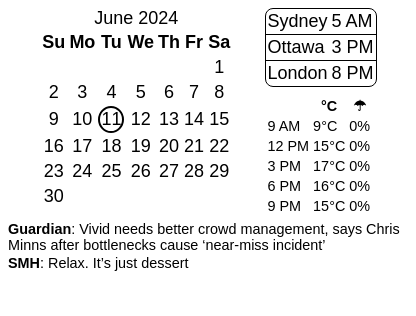 June 2024
Su Mo Tu We Th Fr Sa
1
2 3 4 5 6 7 8
9 10 11 12 13 14 15
16 17 18 19 20 21 22
23 24 25 26 27 28 29
30
Sydney 5 AM
Ottawa 3 PM
London 8 PM
°C ☂
9 AM 9°C 0%
12 PM 15°C 0%
3 PM 17°C 0%
6 PM 16°C 0%
9 PM 15°C 0%
Guardian: Vivid needs better crowd management, says Chris
Minns after bottlenecks cause ‘near-miss incident’
SMH: Relax. It’s just dessert